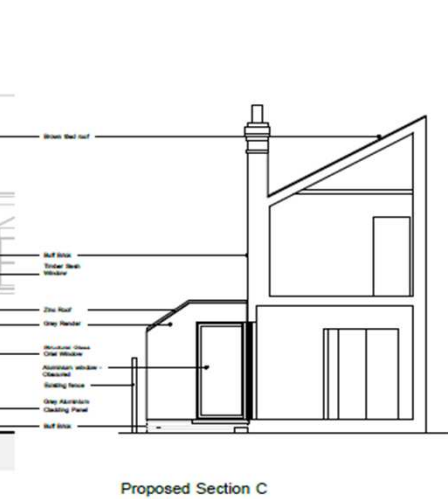 Brown tiled roof
Buff Brick
Timber Sash
Window
Zinc Roof
Grey Render
Structural Glass
Oriel Window
Aluminium window -
Obscured
Existing fence
Grey Aluminium
Cladding Panel
Buff Brick
Proposed Section C